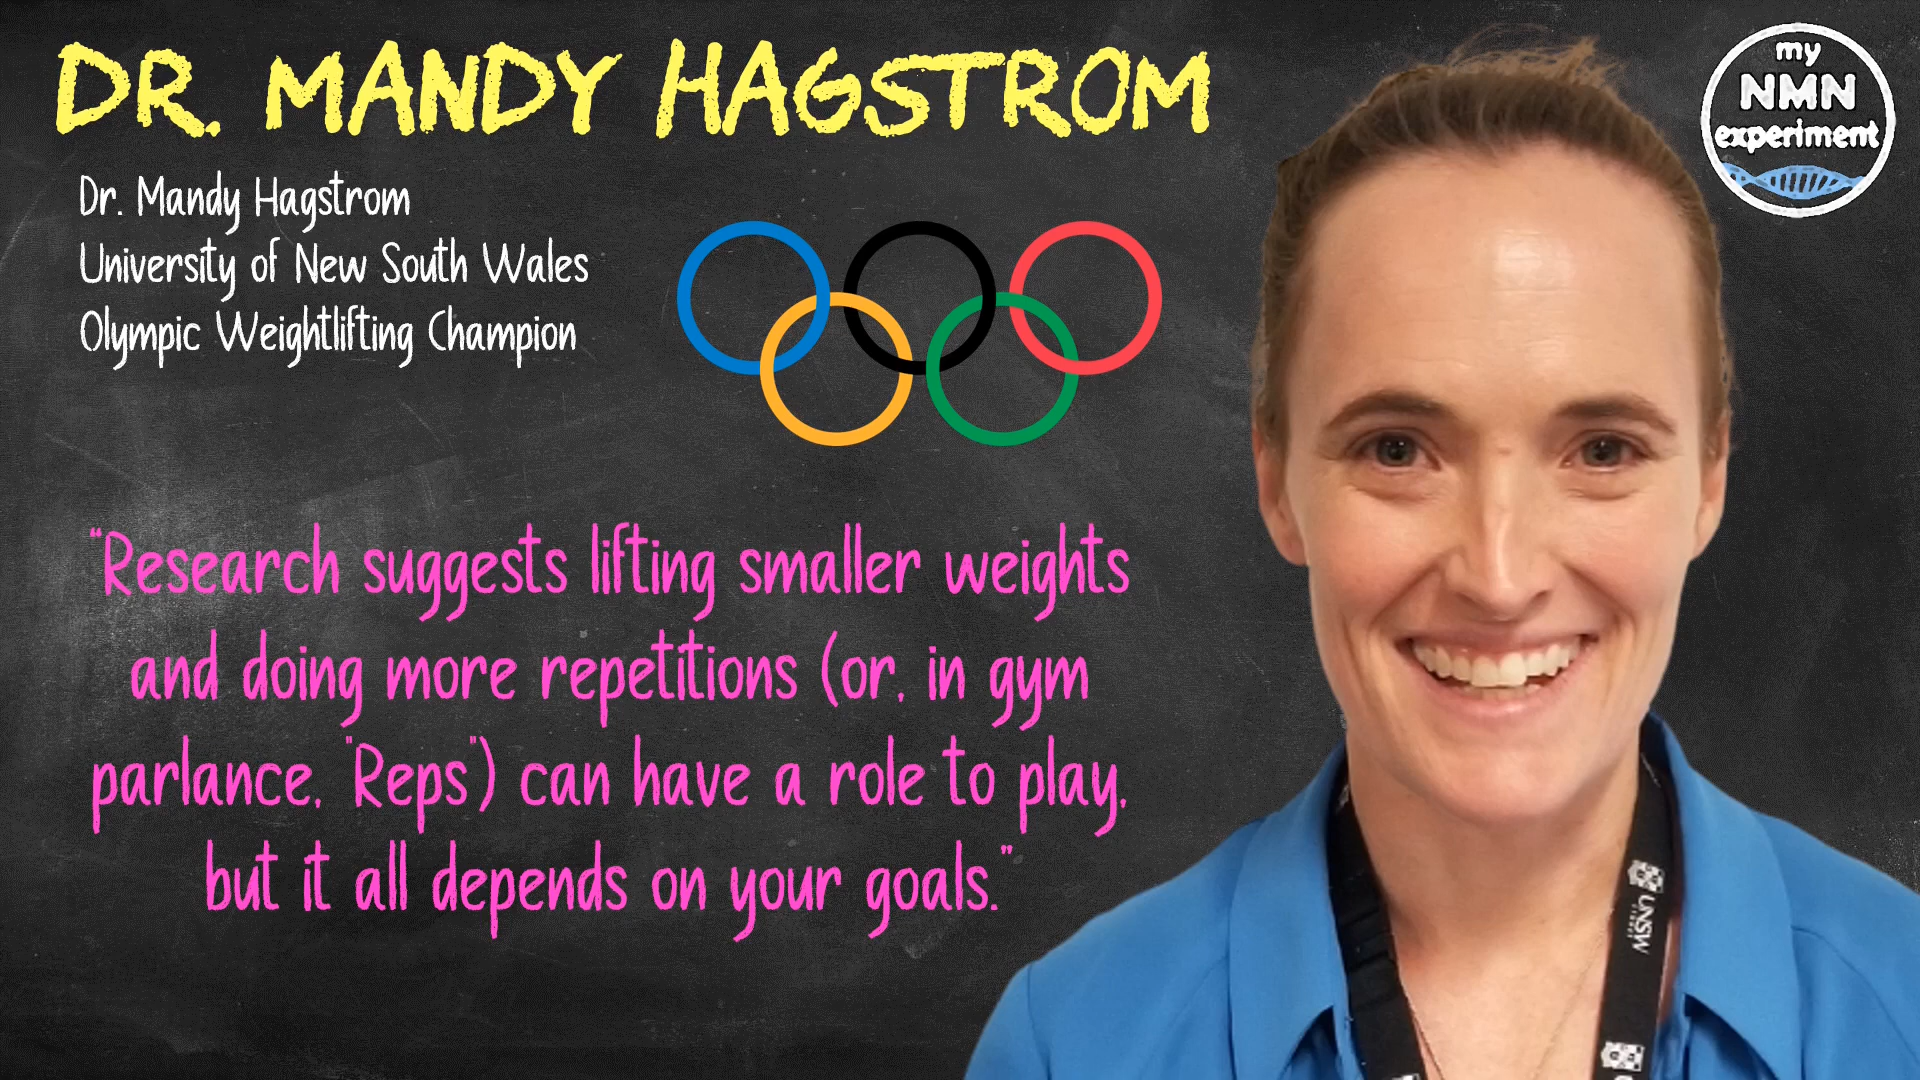 DR. MANDY HAGSTROM
my
NMN
experiment
Dr. Mandy Hagstrom
University of New South Wales
Olympic Weightlifting Champion
"Research suggests lifting smaller weights
and doing more repetitions (or, in gym
parlance, "Reps") can have a role to play,
but it all depends on your goals."
UNSW